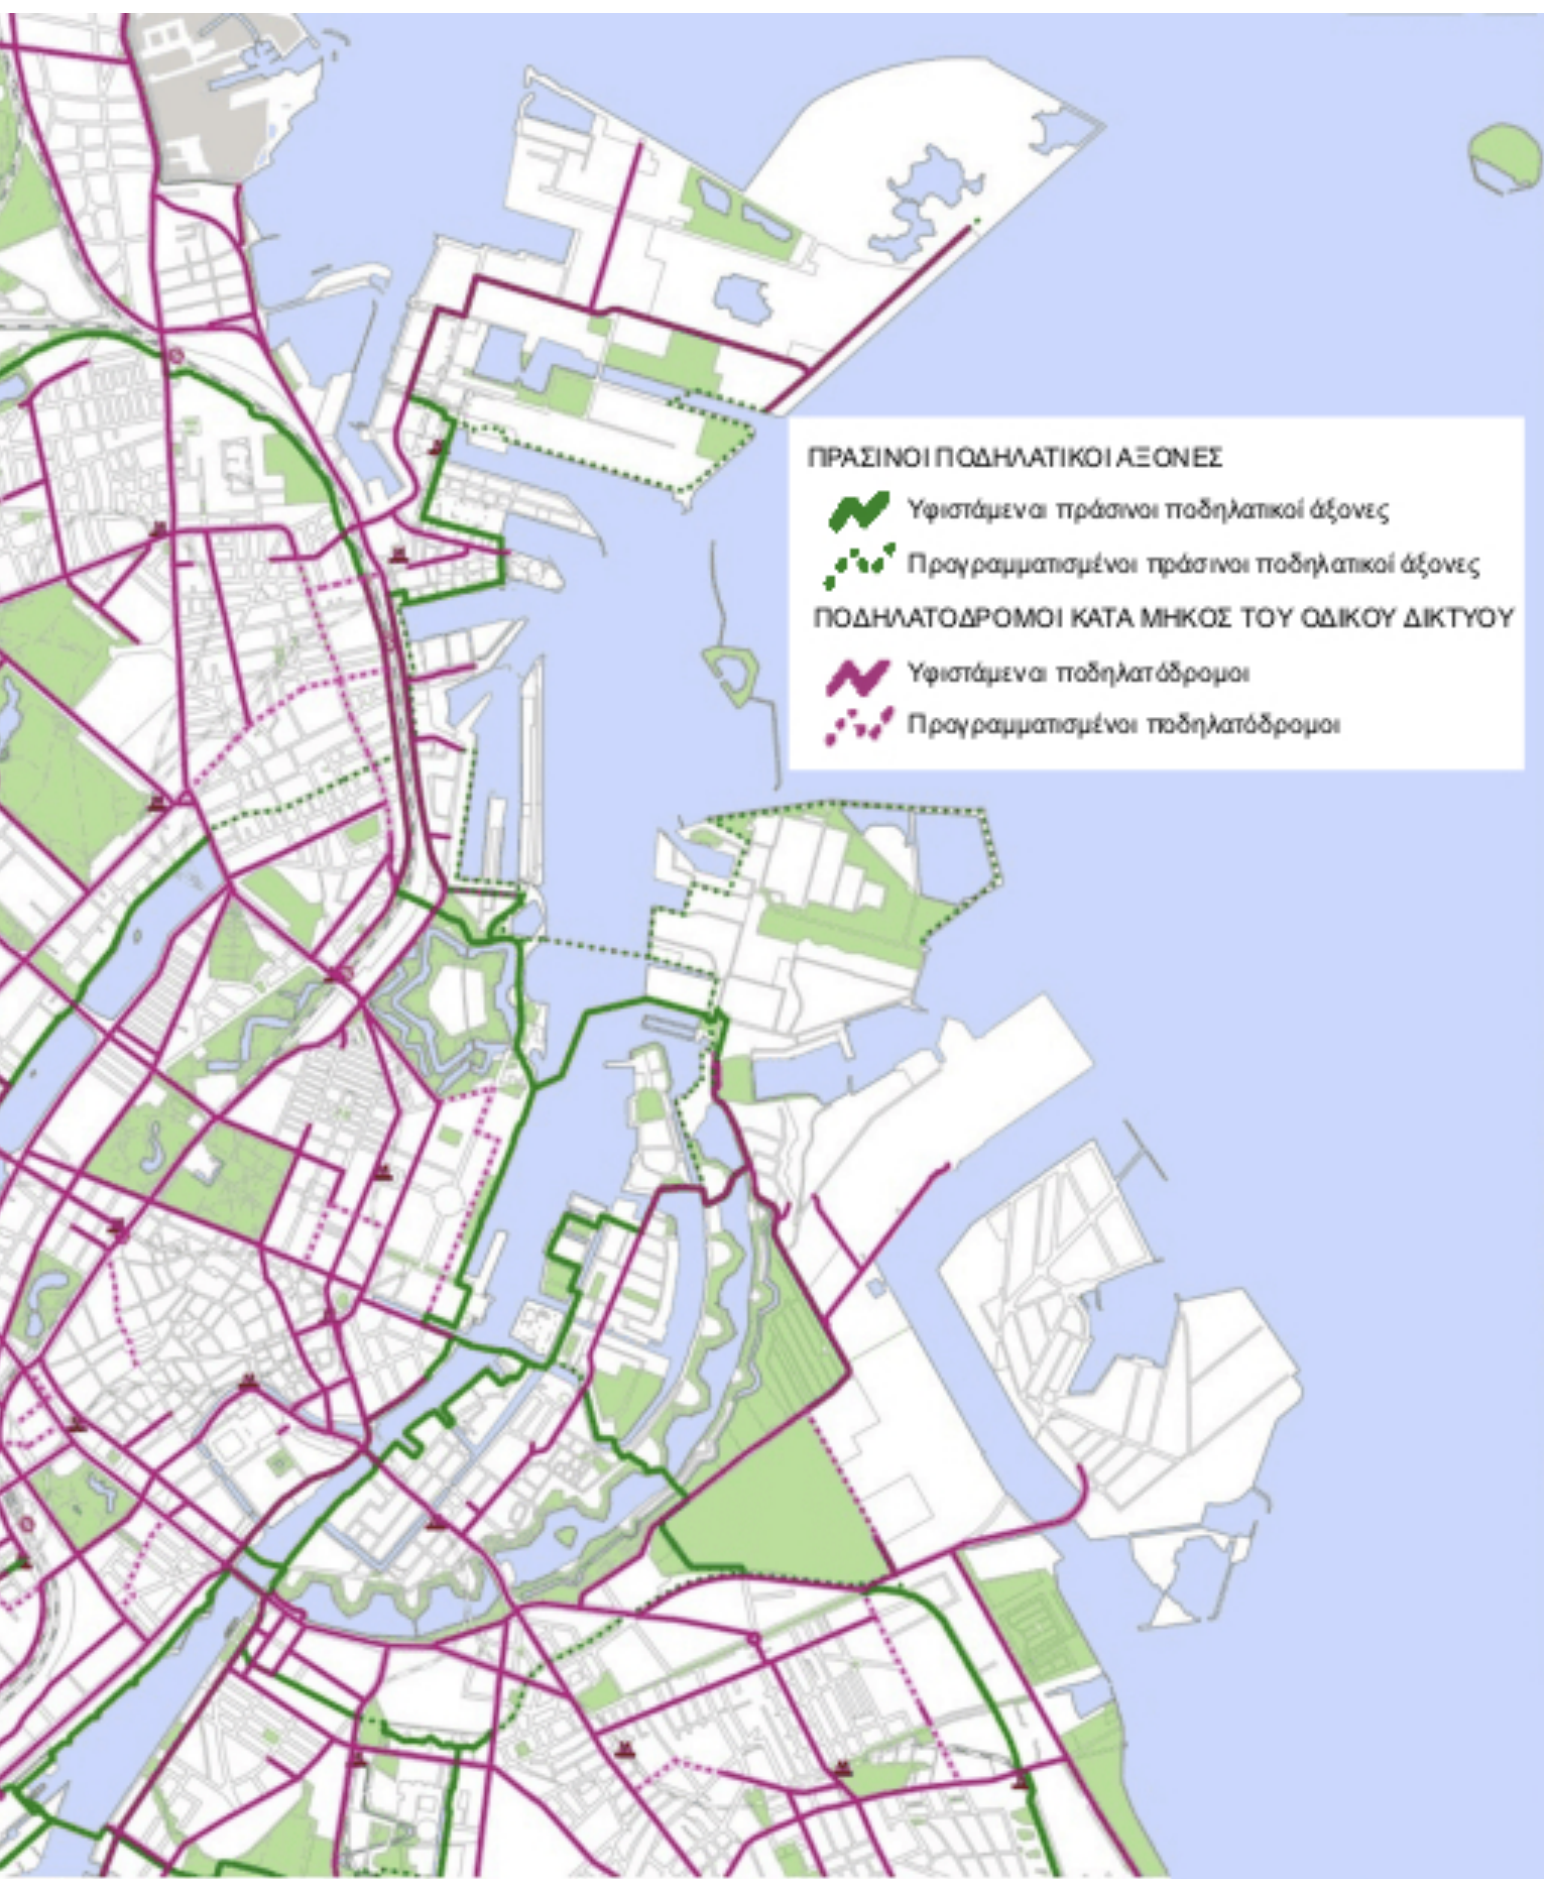 ΠΡΑΣΙΝΟΙ ΠΟΔΗΛΑΤΙΚΟΙ ΑΞΟΝΕΣ
Υφιστάμεναι πράσινοι ποδηλατικοί άξονες
Προγραμματισμένοι πράσινοι ποδηλατικοί άξονες
ΠΟΔΗΛΑΤΟΔΡΟΜΟΙ ΚΑΤΑ ΜΗΚΟΣ ΤΟΥ ΟΔΙΚΟΥ ΔΙΚΤΥΟΥ
Υφιστάμεναι ποδηλατόδρομοι
Προγραμματισμένοι ποδηλατόδρομοι